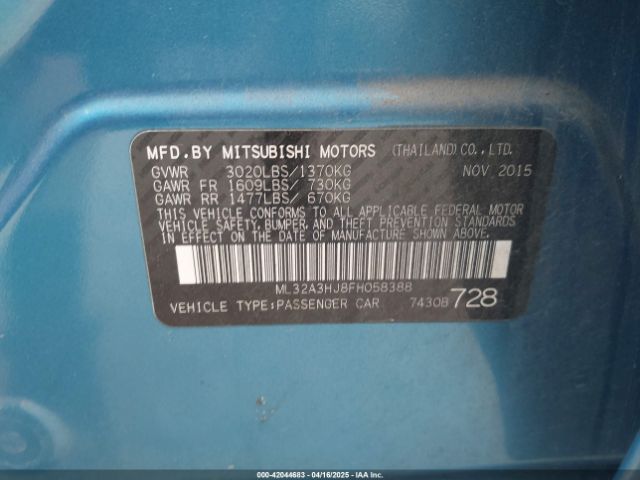 MFD.BY MITSUBISHI MOTORS (THAILAND) CO., LTD.
GVWR 3020LBS/1370KG NOV 2015
GAWR FR 1609LBS/ 730KG
GAWR RR 1477LBS/ 670KG
THIS VEHICLE CONFORMS TO ALL APPLICABLE FEDERAL MOTOR
VEHICLE SAFETY, BUMPER, AND THEFT PREVENTION STANDARDS
IN EFFECT ON THE DATE OF MANUFACTURE SHOWN ABOVE.
ML32A3HJ8FH058388
VEHICLE TYPE:PASSENGER CAR 7430B 728
000-42044683 - 04/16/2025 - IAAI.COM